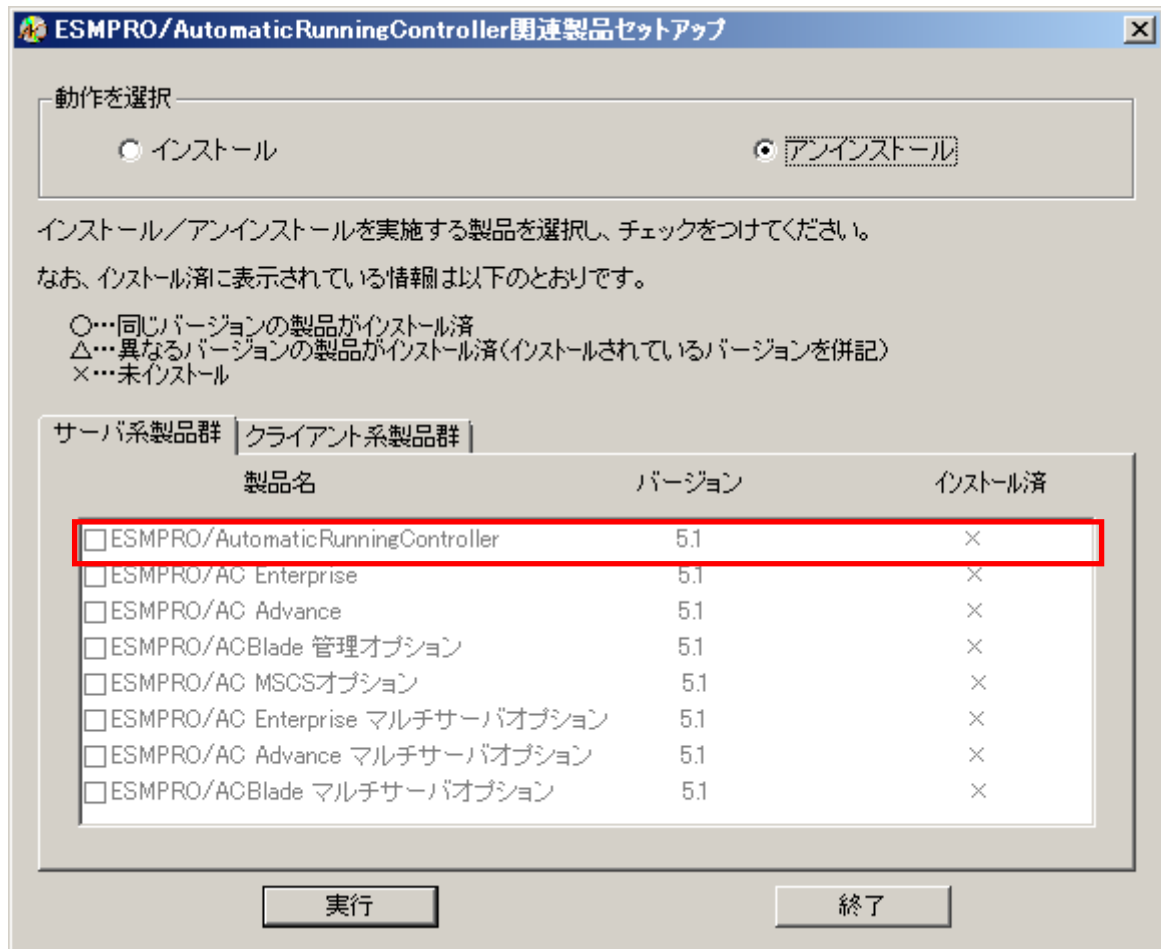 ESMPRO/AutomaticRunningController関連製品セットアップ
動作を選択
インストール
アンインストール
インストール／アンインストールを実施する製品を選択し、チェックをつけてください。
なお、インストール済に表示されている情報は以下のとおりです。
○…同じバージョンの製品がインストール済
△…異なるバージョンの製品がインストール済(インストールされているバージョンを併記)
×…未インストール
サーバ系製品群 クライアント系製品群
製品名 バージョン インストール済
ESMPRO/AutomaticRunningController 5.1 ×
ESMPRO/AC Enterprise 5.1 ×
ESMPRO/AC Advance 5.1 ×
ESMPRO/ACBlade 管理オプション 5.1 ×
ESMPRO/AC MSCSオプション 5.1 ×
ESMPRO/AC Enterprise マルチサーバオプション 5.1 ×
ESMPRO/AC Advance マルチサーバオプション 5.1 ×
ESMPRO/ACBlade マルチサーバオプション 5.1 ×
実行 終了